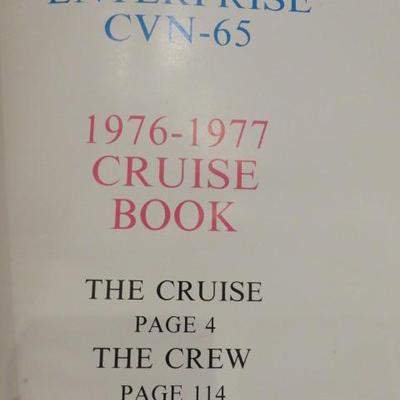 ENTERPRISE
CVN-65
1976-1977
CRUISE
BOOK
THE CRUISE
PAGE 4
THE CREW
PAGE 114